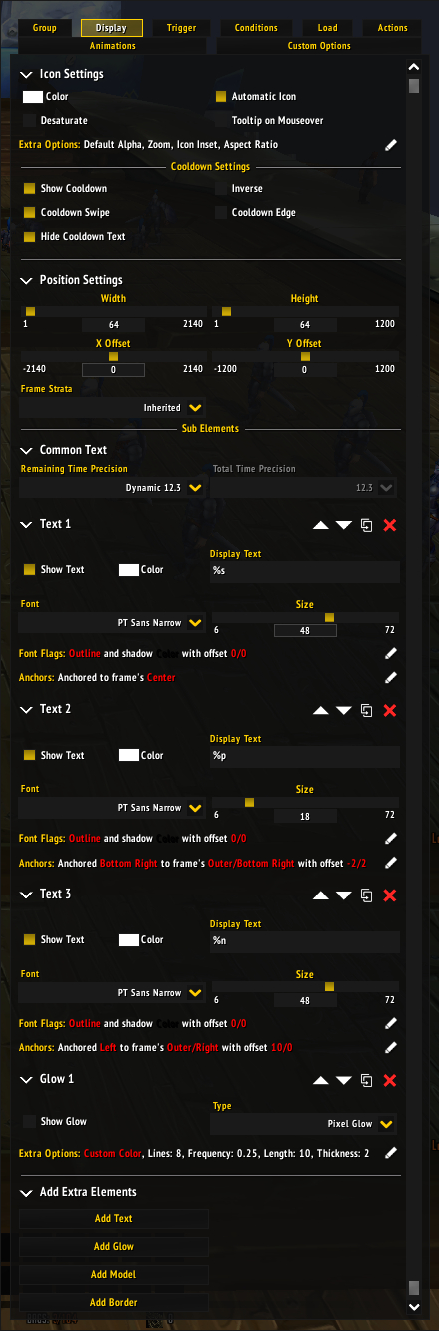 Group Display Trigger Conditions Load Actions
Animations Custom Options
Icon Settings
Color Automatic Icon
Desaturate Tooltip on Mouseover
Extra Options: Default Alpha, Zoom, Icon Inset, Aspect Ratio
Cooldown Settings
Show Cooldown Inverse
Cooldown Swipe Cooldown Edge
Hide Cooldown Text
Position Settings
Width Height
1 64 2140 1 64 1200
X Offset Y Offset
-2140 0 2140 -1200 0 1200
Frame Strata
Inherited
Sub Elements
Common Text
Remaining Time Precision Total Time Precision
Dynamic 12.3 12.3
Text 1
Display Text
Show Text Color %s
Font Size
PT Sans Narrow
6 48 72
Font Flags: Outline and shadow Color with offset 0/0
Anchors: Anchored to frame's Center
Text 2
Display Text
Show Text Color %p
Font Size
PT Sans Narrow
6 18 72
Font Flags: Outline and shadow Color with offset 0/0
Anchors: Anchored Bottom Right to frame's Outer/Bottom Right with offset -2/2
Text 3
Display Text
Show Text Color %n
Font Size
PT Sans Narrow
6 48 72
Font Flags: Outline and shadow Color with offset 0/0
Anchors: Anchored Left to frame's Outer/Right with offset 10/0
Glow 1
Type
Show Glow Pixel Glow
Extra Options: Custom Color, Lines: 8, Frequency: 0.25, Length: 10, Thickness: 2
Add Extra Elements
Add Text
Add Glow
Add Model
Add Border